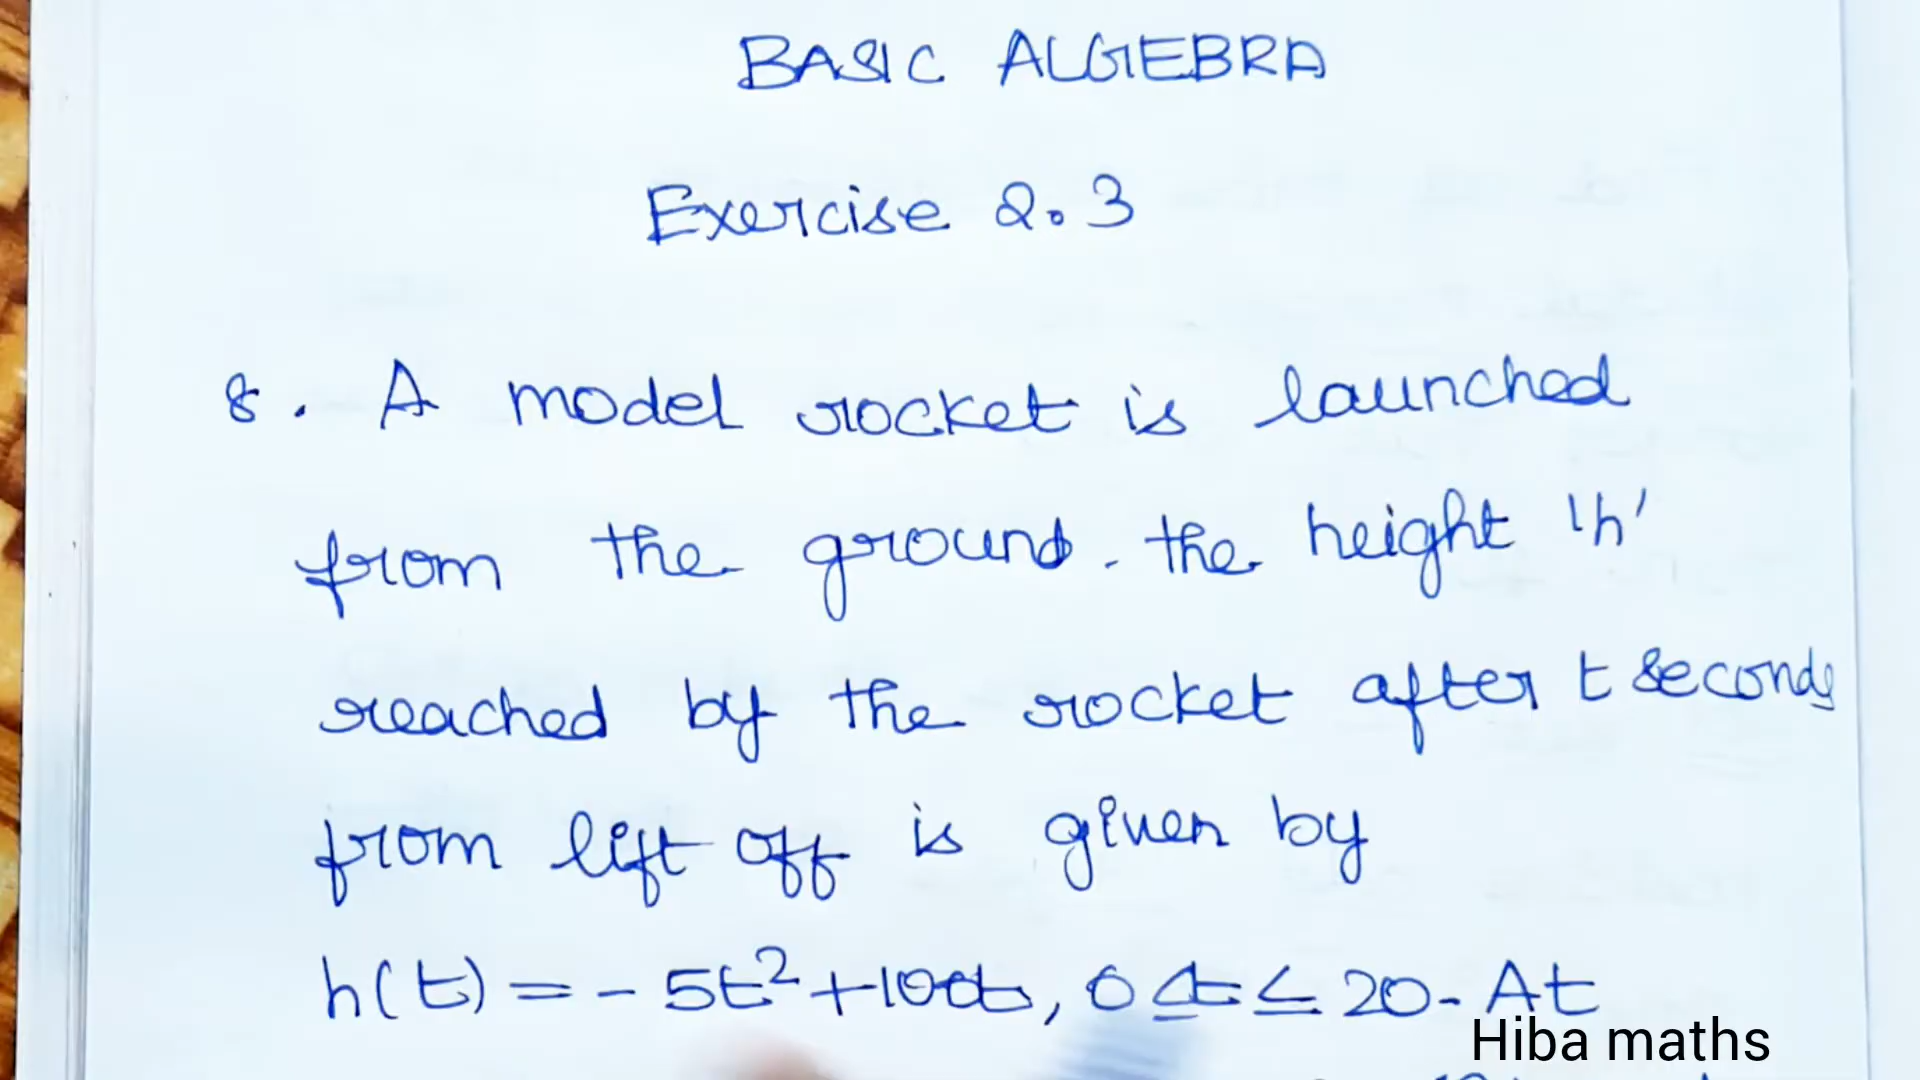 BASIC ALGEBRA
Exercise 2.3
8. A model rocket is launched
from the ground. the height 'h'
reached by the rocket after t seconds
from lift off is given by
h(t) = - 5t² + 100t, 0 ≤ t ≤ 20. At
Hiba maths